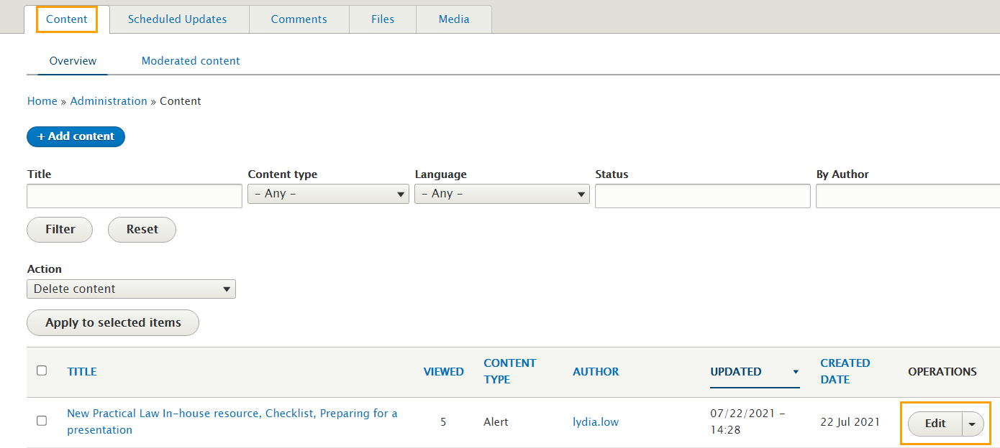 Content Scheduled Updates Comments Files Media
Overview Moderated content
Home » Administration » Content
+ Add content
Title Content type Language Status By Author
- Any - - Any -
Filter Reset
Action
Delete content
Apply to selected items
TITLE VIEWED CONTENT TYPE AUTHOR UPDATED CREATED DATE OPERATIONS
New Practical Law In-house resource, Checklist, Preparing for a
presentation
5 Alert lydia.low
07/22/2021 -
14:28
22 Jul 2021 Edit